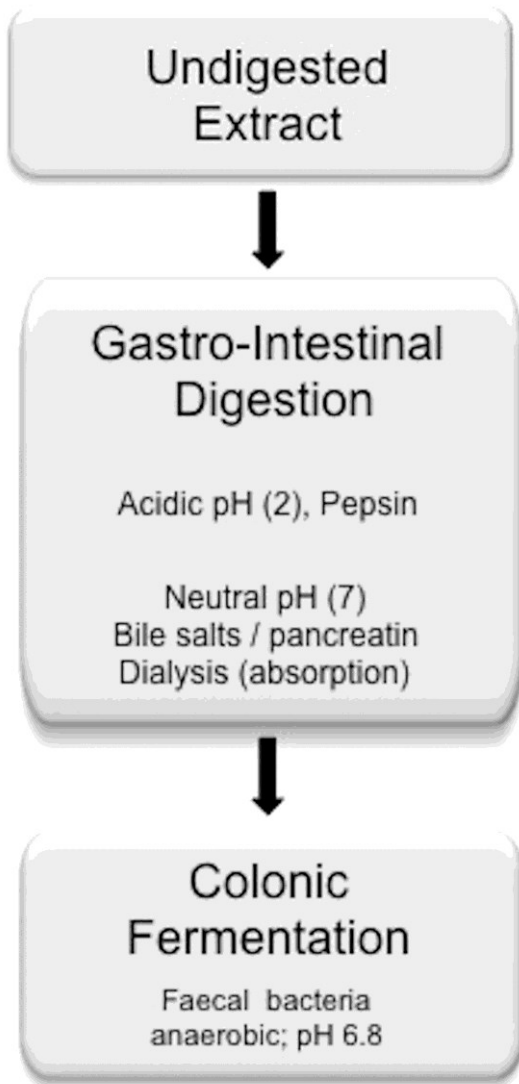 Undigested
Extract
Gastro-Intestinal
Digestion
Acidic pH (2), Pepsin
Neutral pH (7)
Bile salts / pancreatin
Dialysis (absorption)
Colonic
Fermentation
Faecal bacteria
anaerobic; pH 6.8